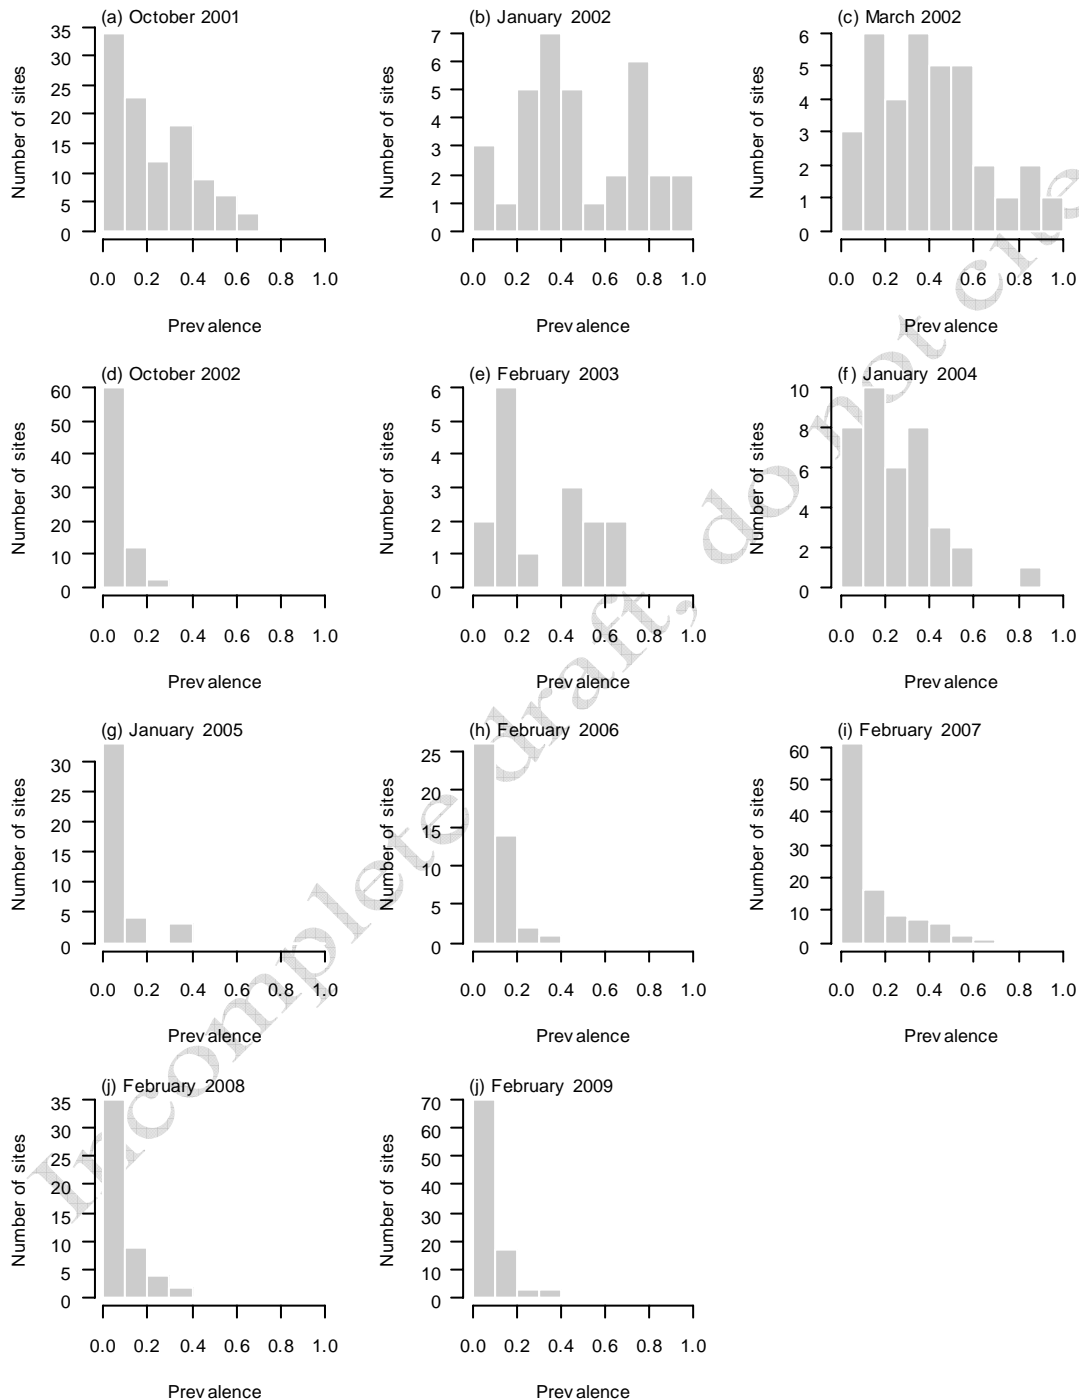 (a) October 2001
Number of sites
35
30
25
20
15
10
5
0
0.0 0.2 0.4 0.6 0.8 1.0
Prevalence
(b) January 2002
Number of sites
7
6
5
4
3
2
1
0
0.0 0.2 0.4 0.6 0.8 1.0
Prevalence
(c) March 2002
Number of sites
6
5
4
3
2
1
0
0.0 0.2 0.4 0.6 0.8 1.0
Prevalence
(d) October 2002
Number of sites
60
50
40
30
20
10
0
0.0 0.2 0.4 0.6 0.8 1.0
Prevalence
(e) February 2003
Number of sites
6
5
4
3
2
1
0
0.0 0.2 0.4 0.6 0.8 1.0
Prevalence
(f) January 2004
Number of sites
10
8
6
4
2
0
0.0 0.2 0.4 0.6 0.8 1.0
Prevalence
(g) January 2005
Number of sites
30
25
20
15
10
5
0
0.0 0.2 0.4 0.6 0.8 1.0
Prevalence
(h) February 2006
Number of sites
25
20
15
10
5
0
0.0 0.2 0.4 0.6 0.8 1.0
Prevalence
(i) February 2007
Number of sites
60
50
40
30
20
10
0
0.0 0.2 0.4 0.6 0.8 1.0
Prevalence
(j) February 2008
Number of sites
35
30
25
20
15
10
5
0
0.0 0.2 0.4 0.6 0.8 1.0
Prevalence
(j) February 2009
Number of sites
70
60
50
40
30
20
10
0
0.0 0.2 0.4 0.6 0.8 1.0
Prevalence
Incomplete draft, do not cite